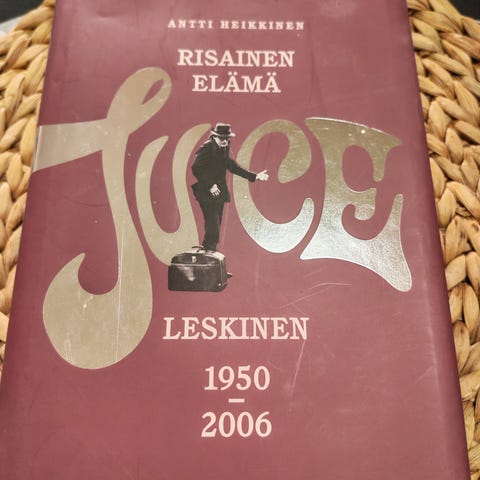 ANTTI HEIKKINEN
RISAINEN
ELÄMÄ
JUICE
LESKINEN
1950
–
2006